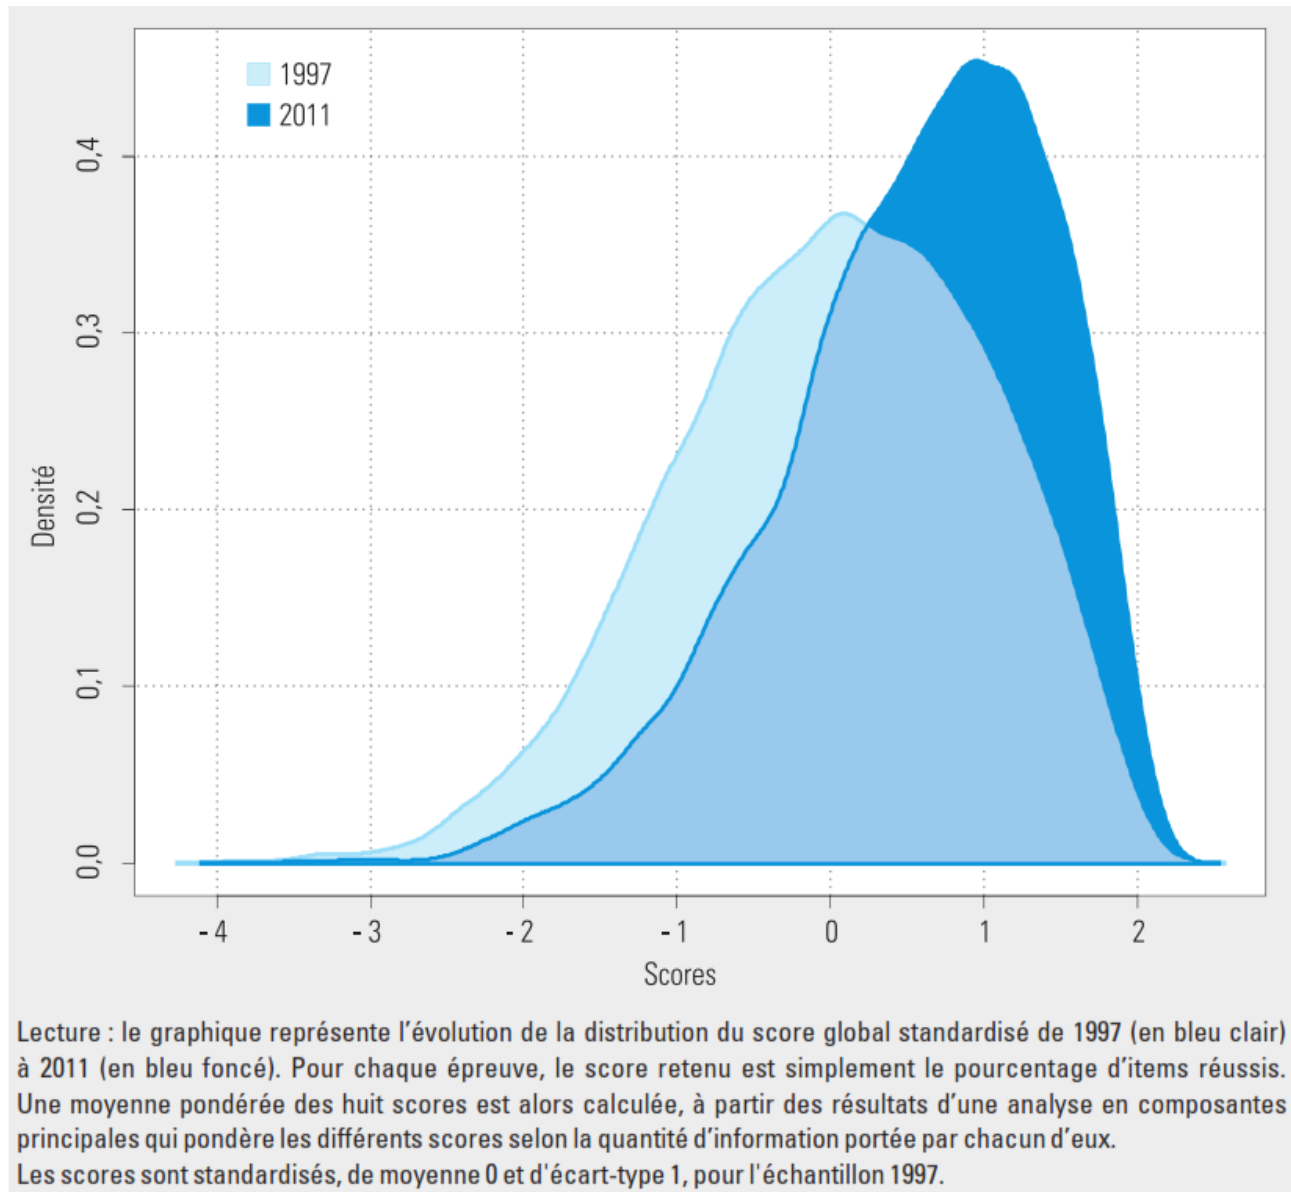 1997
2011
0,4
0,3
0,2
0,1
0,0
Densité
- 4
- 3
- 2
- 1
0
1
2
Scores
Lecture : le graphique représente l'évolution de la distribution du score global standardisé de 1997 (en bleu clair)
à 2011 (en bleu foncé). Pour chaque épreuve, le score retenu est simplement le pourcentage d'items réussis.
Une moyenne pondérée des huit scores est alors calculée, à partir des résultats d'une analyse en composantes
principales qui pondère les différents scores selon la quantité d'information portée par chacun d'eux.
Les scores sont standardisés, de moyenne 0 et d'écart-type 1, pour l'échantillon 1997.